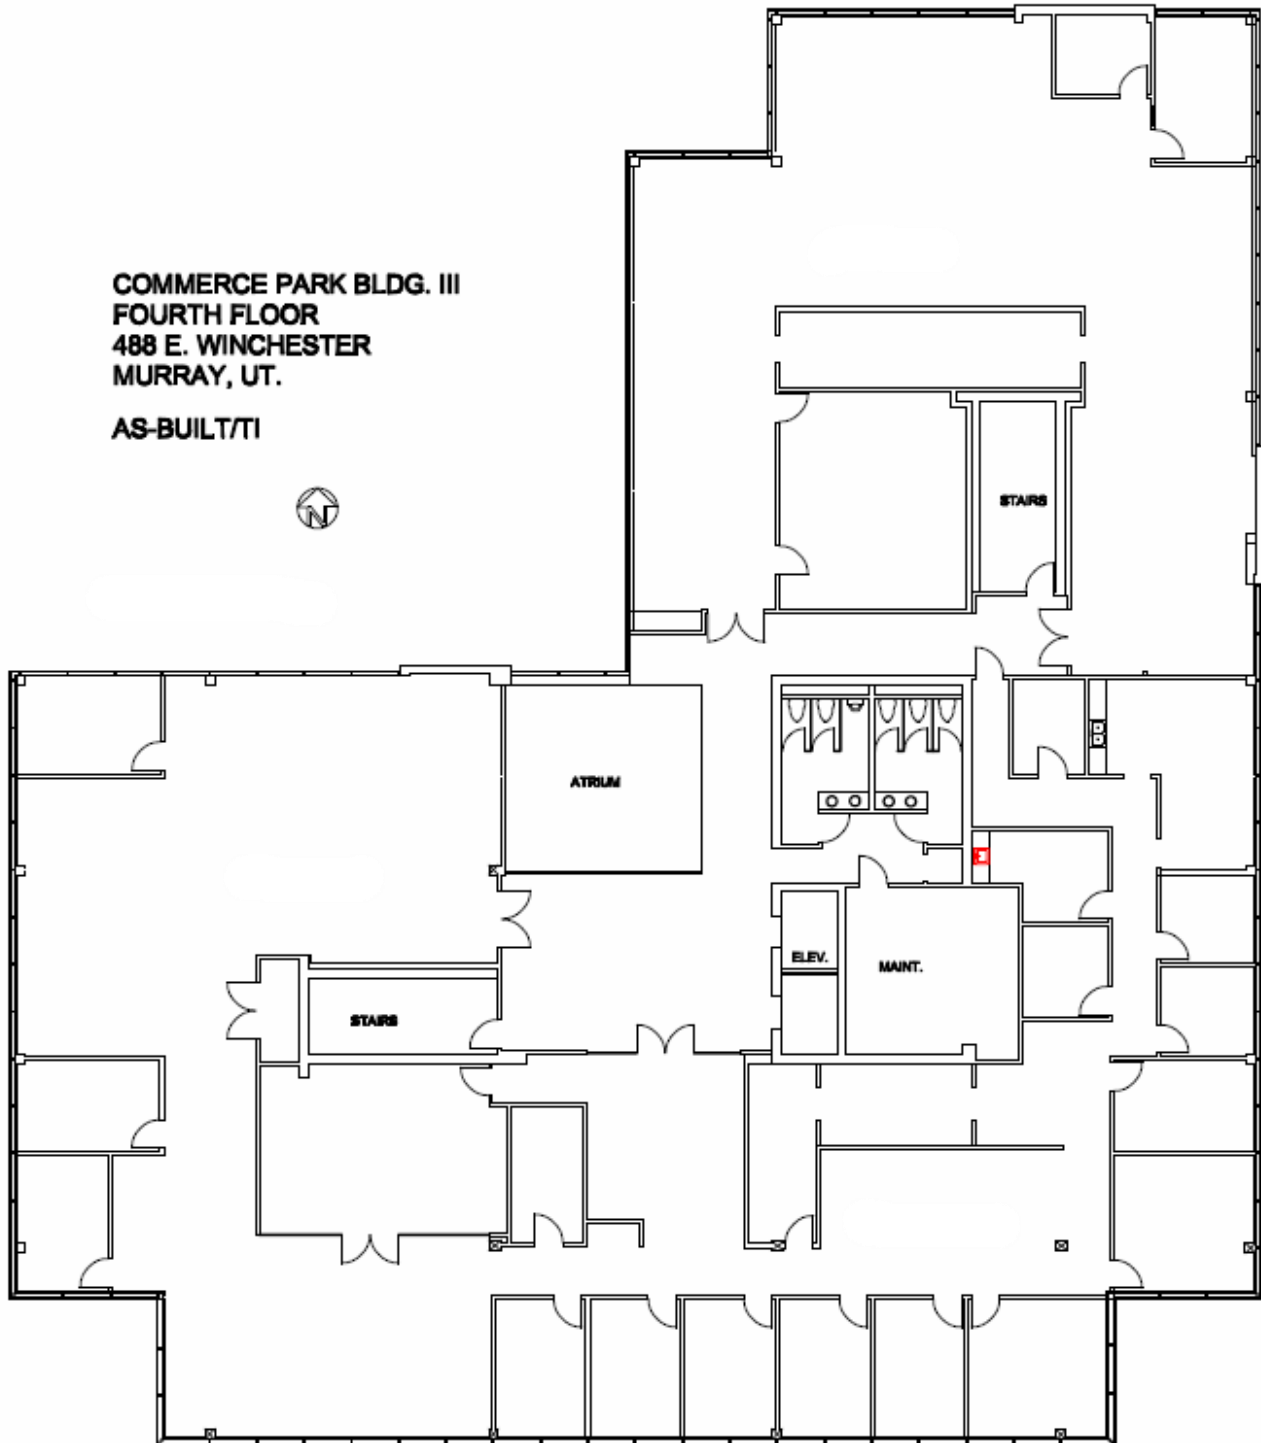 COMMERCE PARK BLDG. III
FOURTH FLOOR
488 E. WINCHESTER
MURRAY, UT.
AS-BUILT/TI
N
STAIRS
ATRIUM
ELEV.
MAINT.
STAIRS